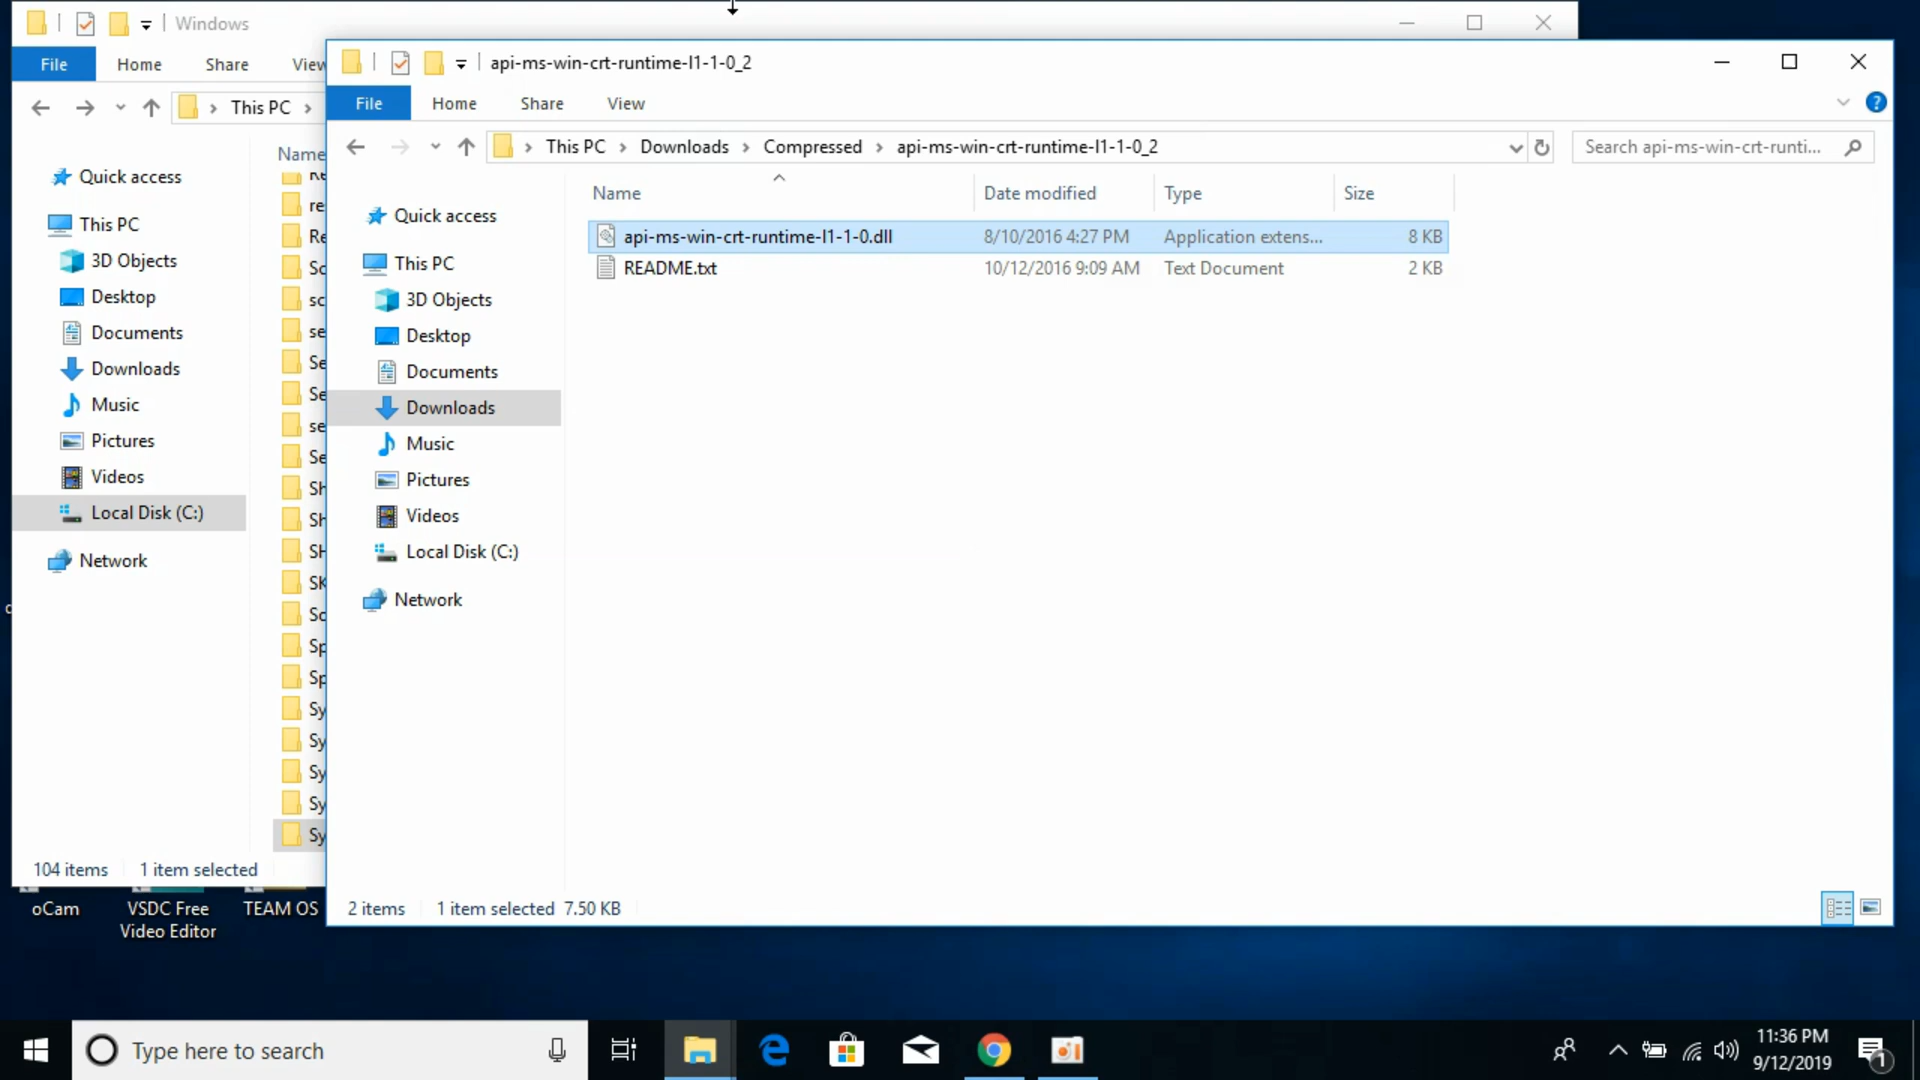 Windows
File Home Share View
This PC
Name
Quick access
This PC
3D Objects
Desktop
Documents
Downloads
Music
Pictures
Videos
Local Disk (C:)
Network
re
Re
Sc
sc
se
Se
Se
se
Se
Sh
Sh
SH
SK
So
Sp
Sp
Sy
Sy
Sy
Sy
Sy
104 items 1 item selected
api-ms-win-crt-runtime-l1-1-0_2
File Home Share View
This PC Downloads Compressed api-ms-win-crt-runtime-l1-1-0_2
Search api-ms-win-crt-runti...
Name Date modified Type Size
api-ms-win-crt-runtime-l1-1-0.dll 8/10/2016 4:27 PM Application extens... 8 KB
README.txt 10/12/2016 9:09 AM Text Document 2 KB
Quick access
This PC
3D Objects
Desktop
Documents
Downloads
Music
Pictures
Videos
Local Disk (C:)
Network
2 items 1 item selected 7.50 KB
oCam
VSDC Free
Video Editor
TEAM OS
Type here to search
11:36 PM
9/12/2019
1